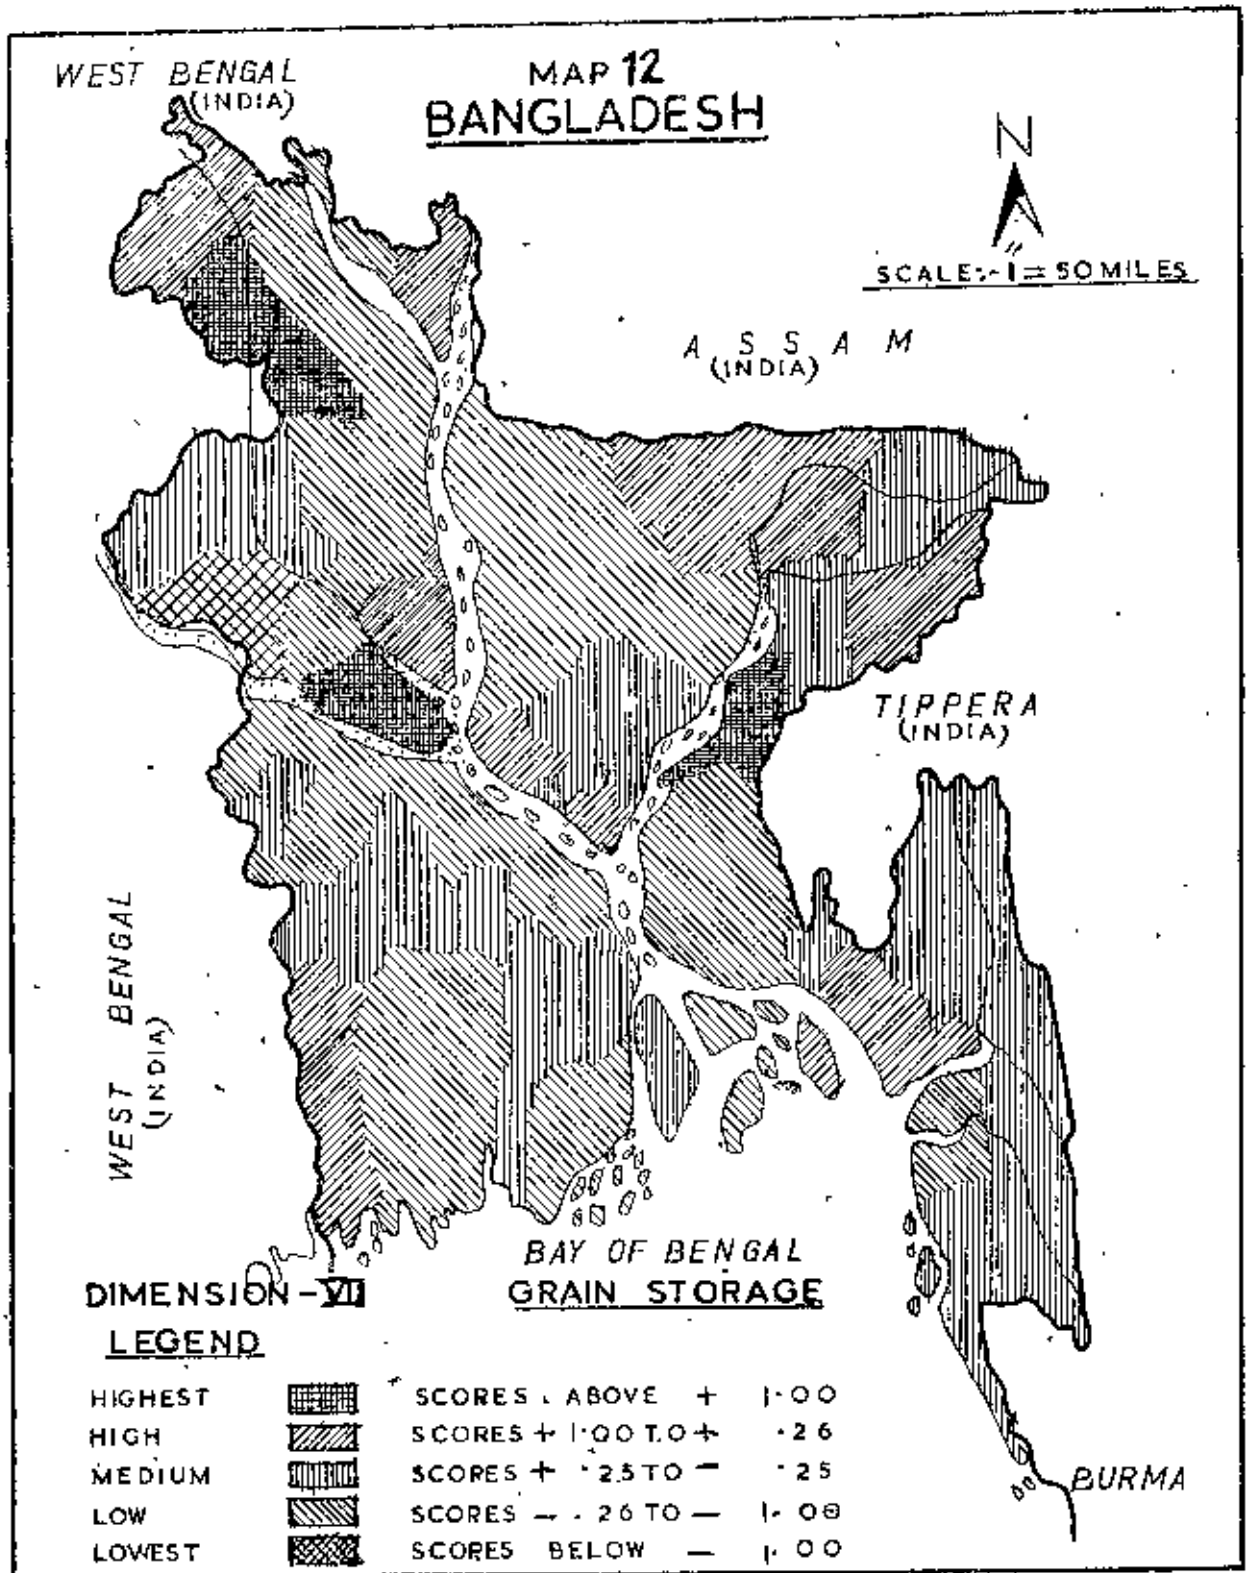 WEST BENGAL
(INDIA)
MAP 12
BANGLADESH
N
SCALE:- 1" = 50 MILES
ASSAM
(INDIA)
TIPPERA
(INDIA)
WEST BENGAL
(INDIA)
BAY OF BENGAL
DIMENSION - VII
GRAIN STORAGE
LEGEND
HIGHEST SCORES ABOVE + 1.00
HIGH SCORES + 1.00 TO + .26
MEDIUM SCORES + .25 TO - .25
LOW SCORES - .26 TO - 1.00
LOWEST SCORES BELOW - 1.00
BURMA